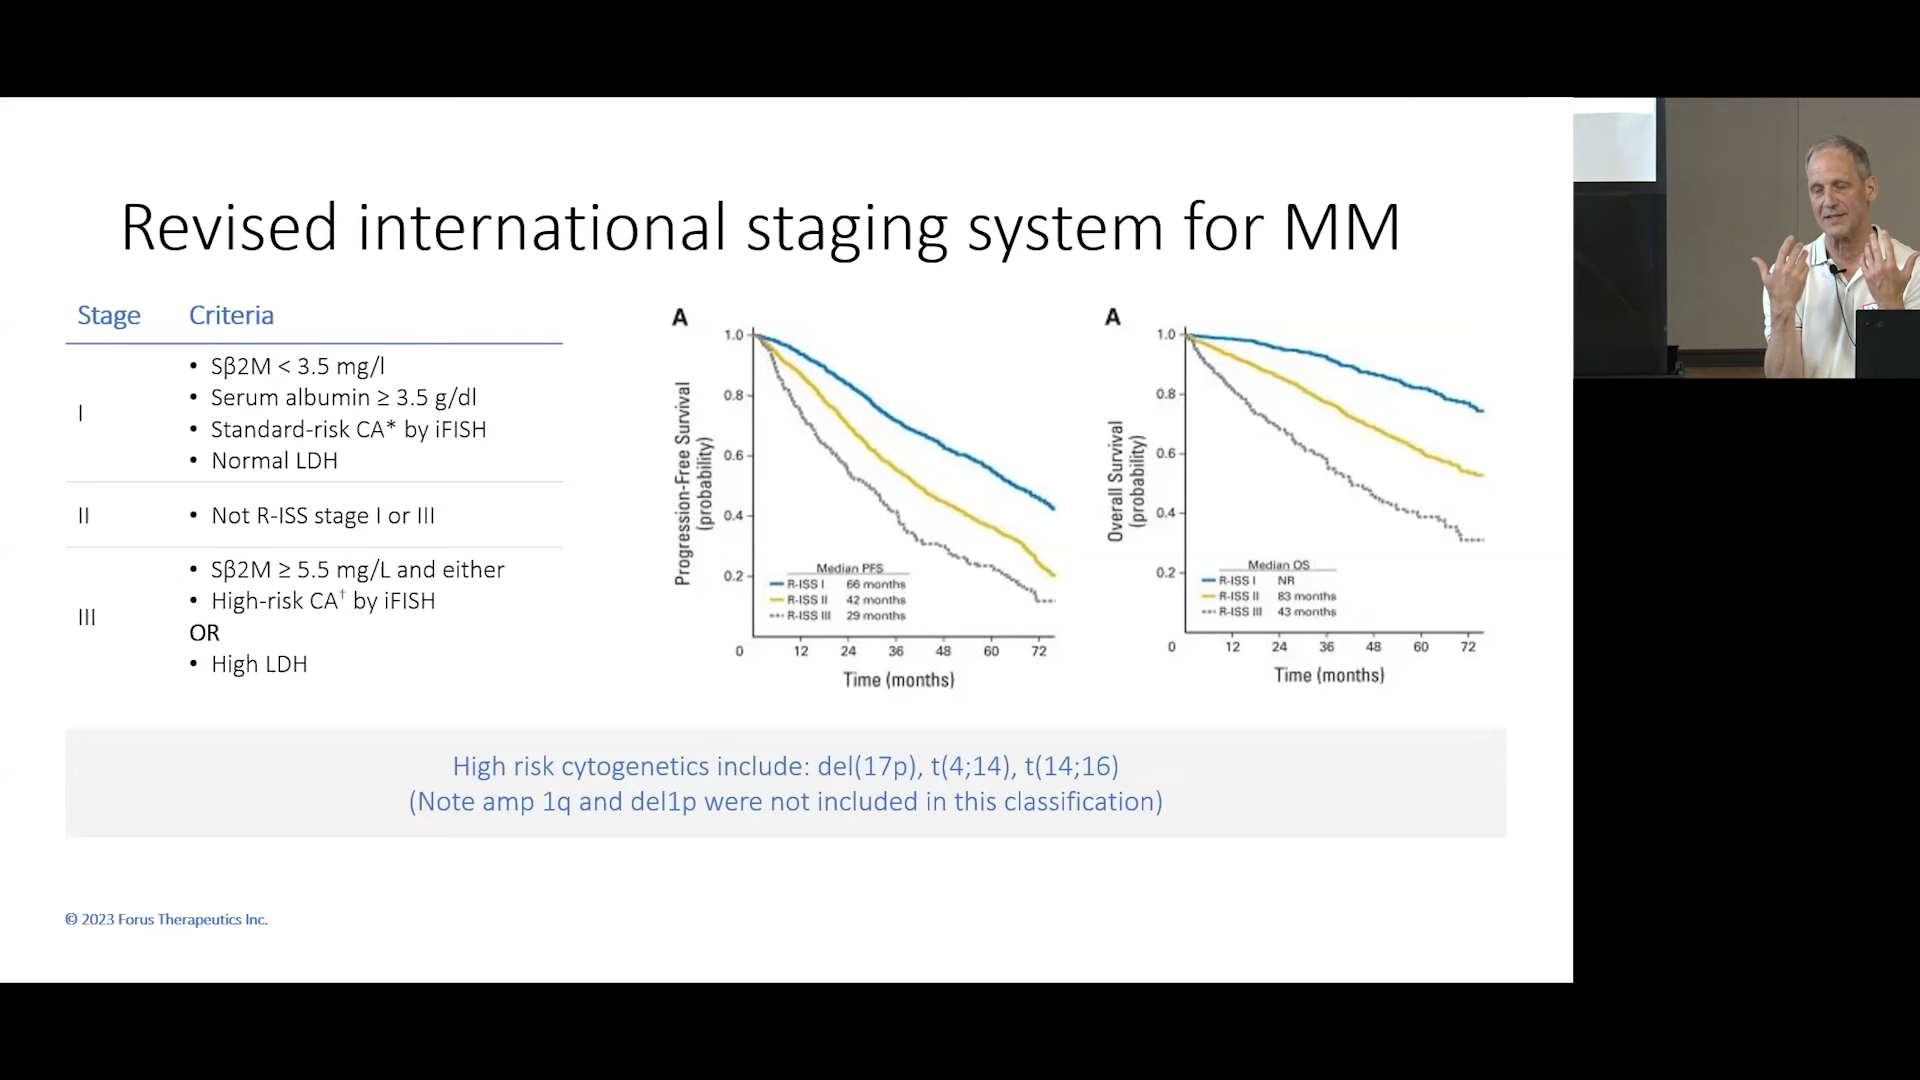 Revised international staging system for MM
Stage Criteria
I
• Sβ2M < 3.5 mg/l
• Serum albumin ≥ 3.5 g/dl
• Standard-risk CA* by iFISH
• Normal LDH
II • Not R-ISS stage I or III
III
• Sβ2M ≥ 5.5 mg/L and either
• High-risk CA† by iFISH
OR
• High LDH
A
Progression-Free Survival
(probability)
1.0
0.8
0.6
0.4
0.2
Median PFS
R-ISS I 66 months
R-ISS II 42 months
R-ISS III 29 months
0 12 24 36 48 60 72
Time (months)
A
Overall Survival
(probability)
1.0
0.8
0.6
0.4
0.2
Median OS
R-ISS I NR
R-ISS II 83 months
R-ISS III 43 months
0 12 24 36 48 60 72
Time (months)
High risk cytogenetics include: del(17p), t(4;14), t(14;16)
(Note amp 1q and del1p were not included in this classification)
© 2023 Forus Therapeutics Inc.